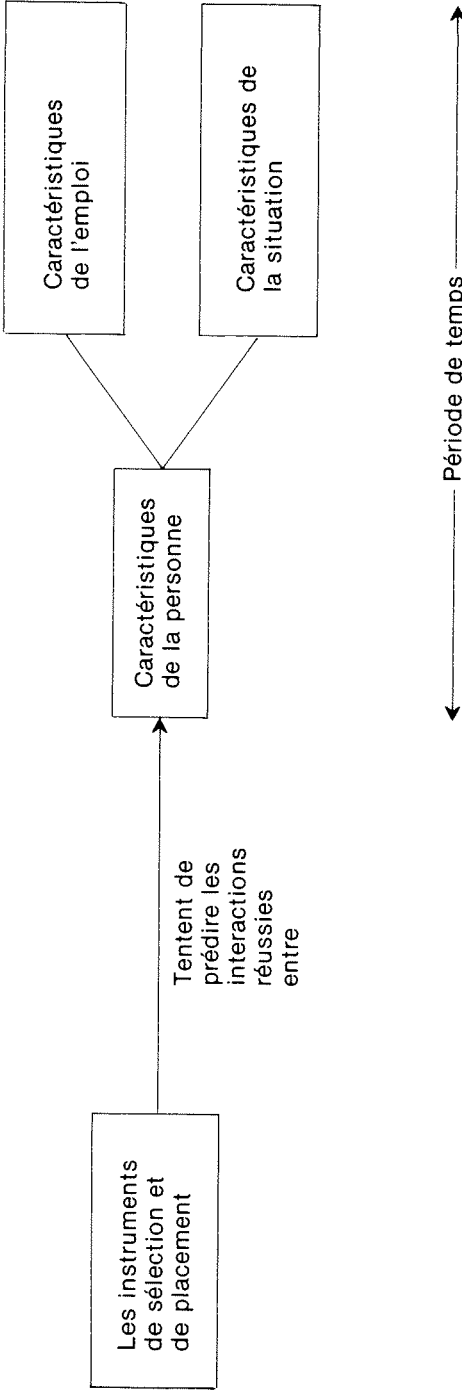 Les instruments
de sélection et
de placement
Tentent de
prédire les
interactions
réussies
entre
Caractéristiques
de la personne
Caractéristiques
de l'emploi
Caractéristiques de
la situation
Période de temps